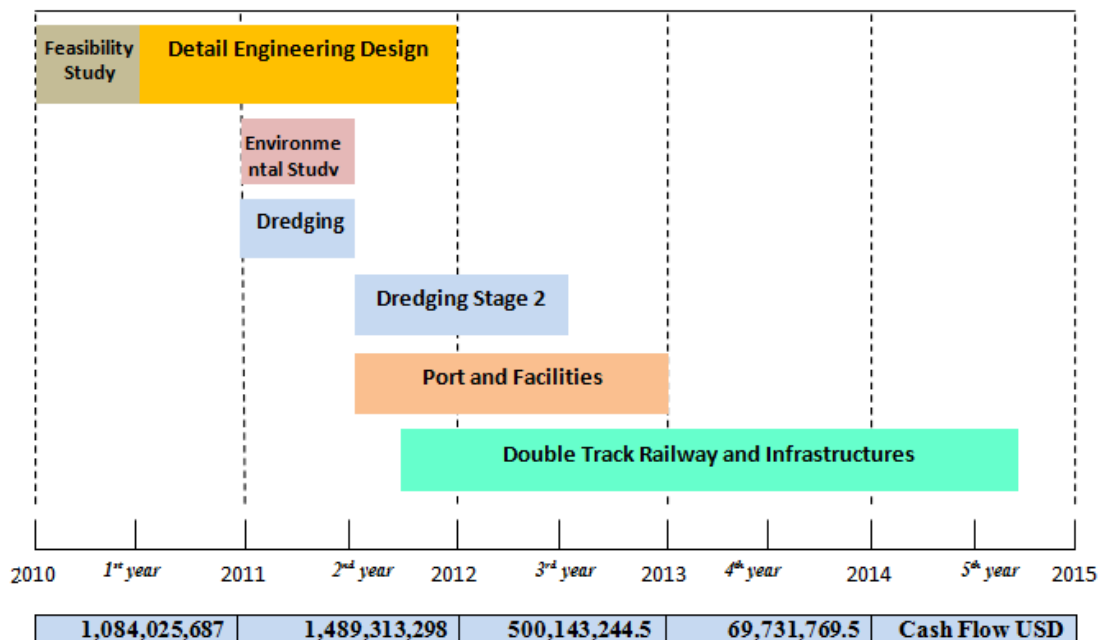 Feasibility Detail Engineering Design
Study
Environme
ntal Study
Dredging
Dredging Stage 2
Port and Facilities
Double Track Railway and Infrastructures
2010 1st year 2011 2nd year 2012 3rd year 2013 4th year 2014 5th year 2015
1,084,025,687 1,489,313,298 500,143,244.5 69,731,769.5 Cash Flow USD